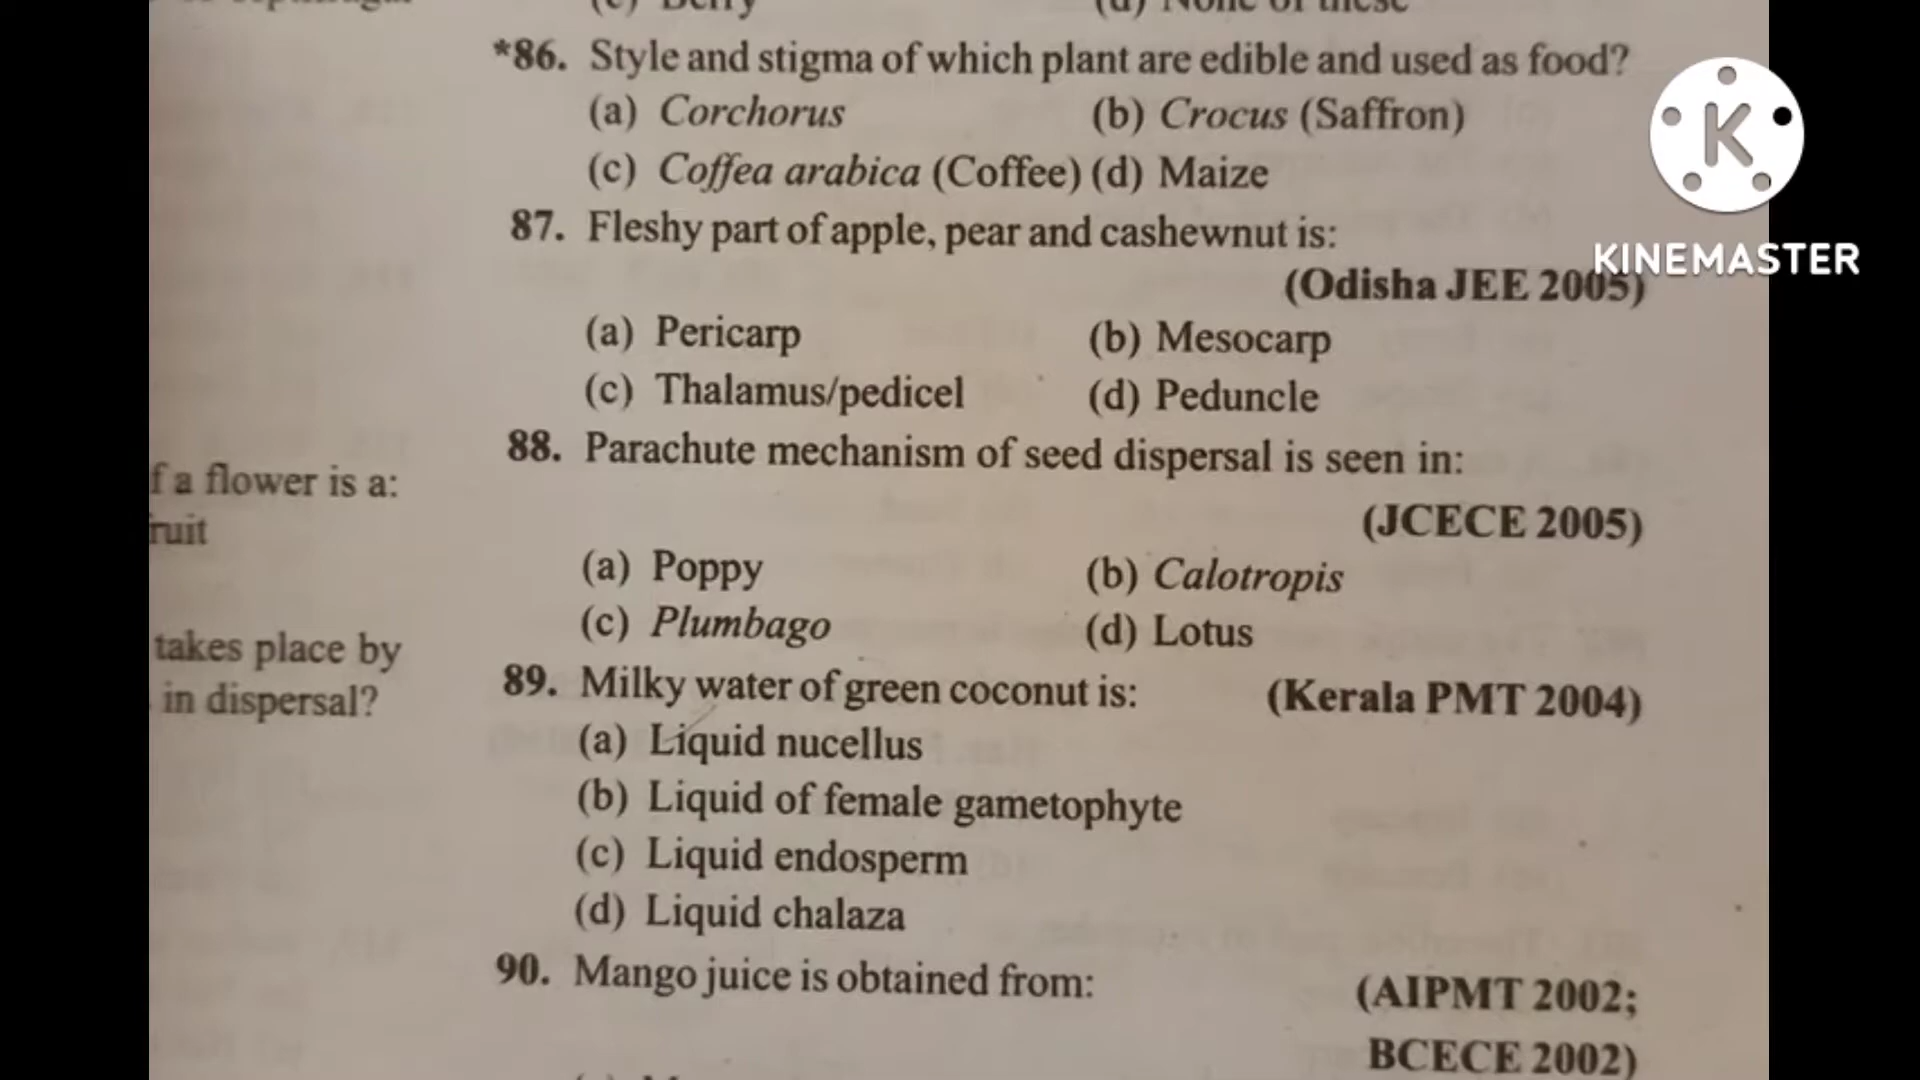 (c) Berry (d) None of these
*86. Style and stigma of which plant are edible and used as food?
(a) Corchorus (b) Crocus (Saffron)
(c) Coffea arabica (Coffee) (d) Maize
87. Fleshy part of apple, pear and cashewnut is:
(Odisha JEE 2005)
(a) Pericarp (b) Mesocarp
(c) Thalamus/pedicel (d) Peduncle
88. Parachute mechanism of seed dispersal is seen in:
(JCECE 2005)
(a) Poppy (b) Calotropis
(c) Plumbago (d) Lotus
89. Milky water of green coconut is: (Kerala PMT 2004)
(a) Liquid nucellus
(b) Liquid of female gametophyte
(c) Liquid endosperm
(d) Liquid chalaza
90. Mango juice is obtained from: (AIPMT 2002;
BCECE 2002)
f a flower is a:
ruit
takes place by
in dispersal?
K
KINEMASTER